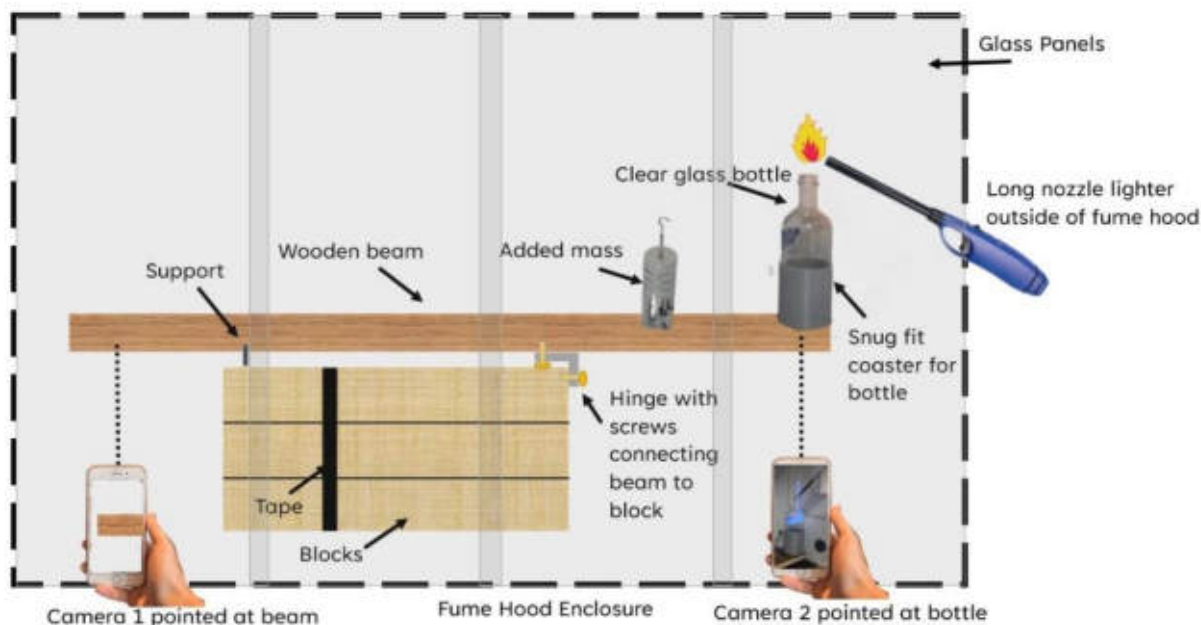 Glass Panels
Clear glass bottle
Long nozzle lighter
outside of fume hood
Wooden beam
Added mass
Support
Snug fit
coaster for
bottle
Hinge with
screws
connecting
beam to
block
Tape
Blocks
Camera 1 pointed at beam
Fume Hood Enclosure
Camera 2 pointed at bottle